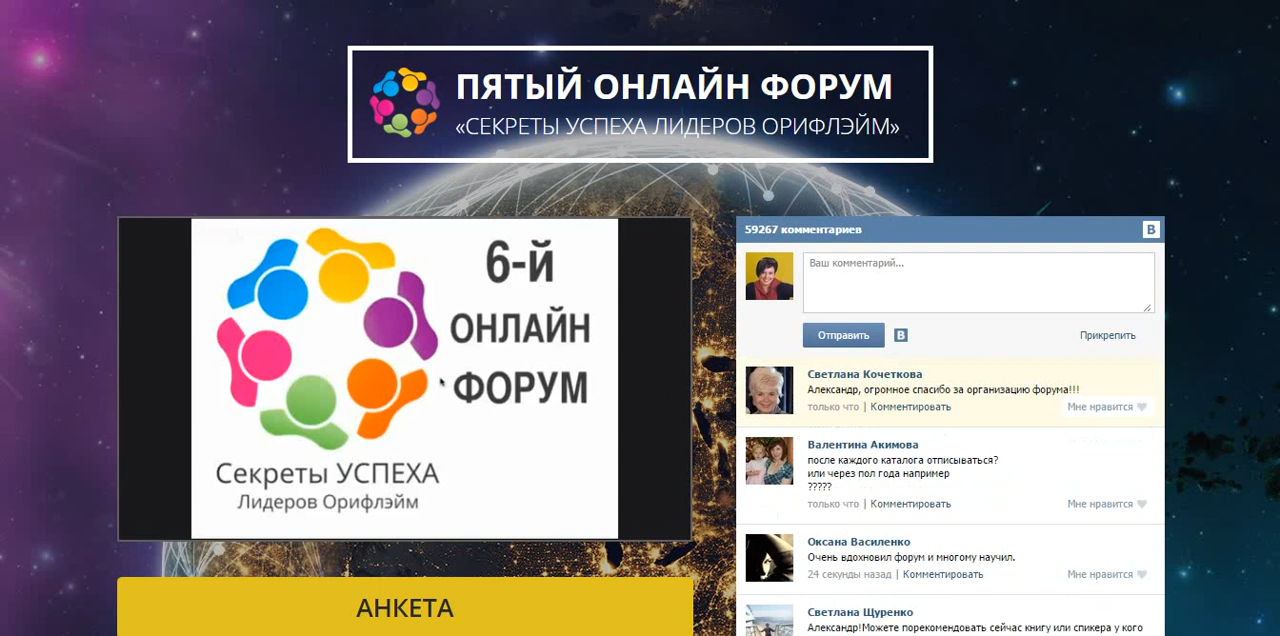 ПЯТЫЙ ОНЛАЙН ФОРУМ
«СЕКРЕТЫ УСПЕХА ЛИДЕРОВ ОРИФЛЭЙМ»
6-й
ОНЛАЙН
ФОРУМ
Секреты УСПЕХА
Лидеров Орифлэйм
АНКЕТА
59267 комментариев
В
Ваш комментарий...
Отправить В Прикрепить
Светлана Кочеткова
Александр, огромное спасибо за организацию форума!!!
только что | Комментировать Мне нравится
Валентина Акимова
после каждого каталога отписываться?
или через пол года например
?????
только что | Комментировать Мне нравится
Оксана Василенко
Очень вдохновил форум и многому научил.
24 секунды назад | Комментировать Мне нравится
Светлана Щуренко
Александр!Можете порекомендовать сейчас книгу или спикера у кого